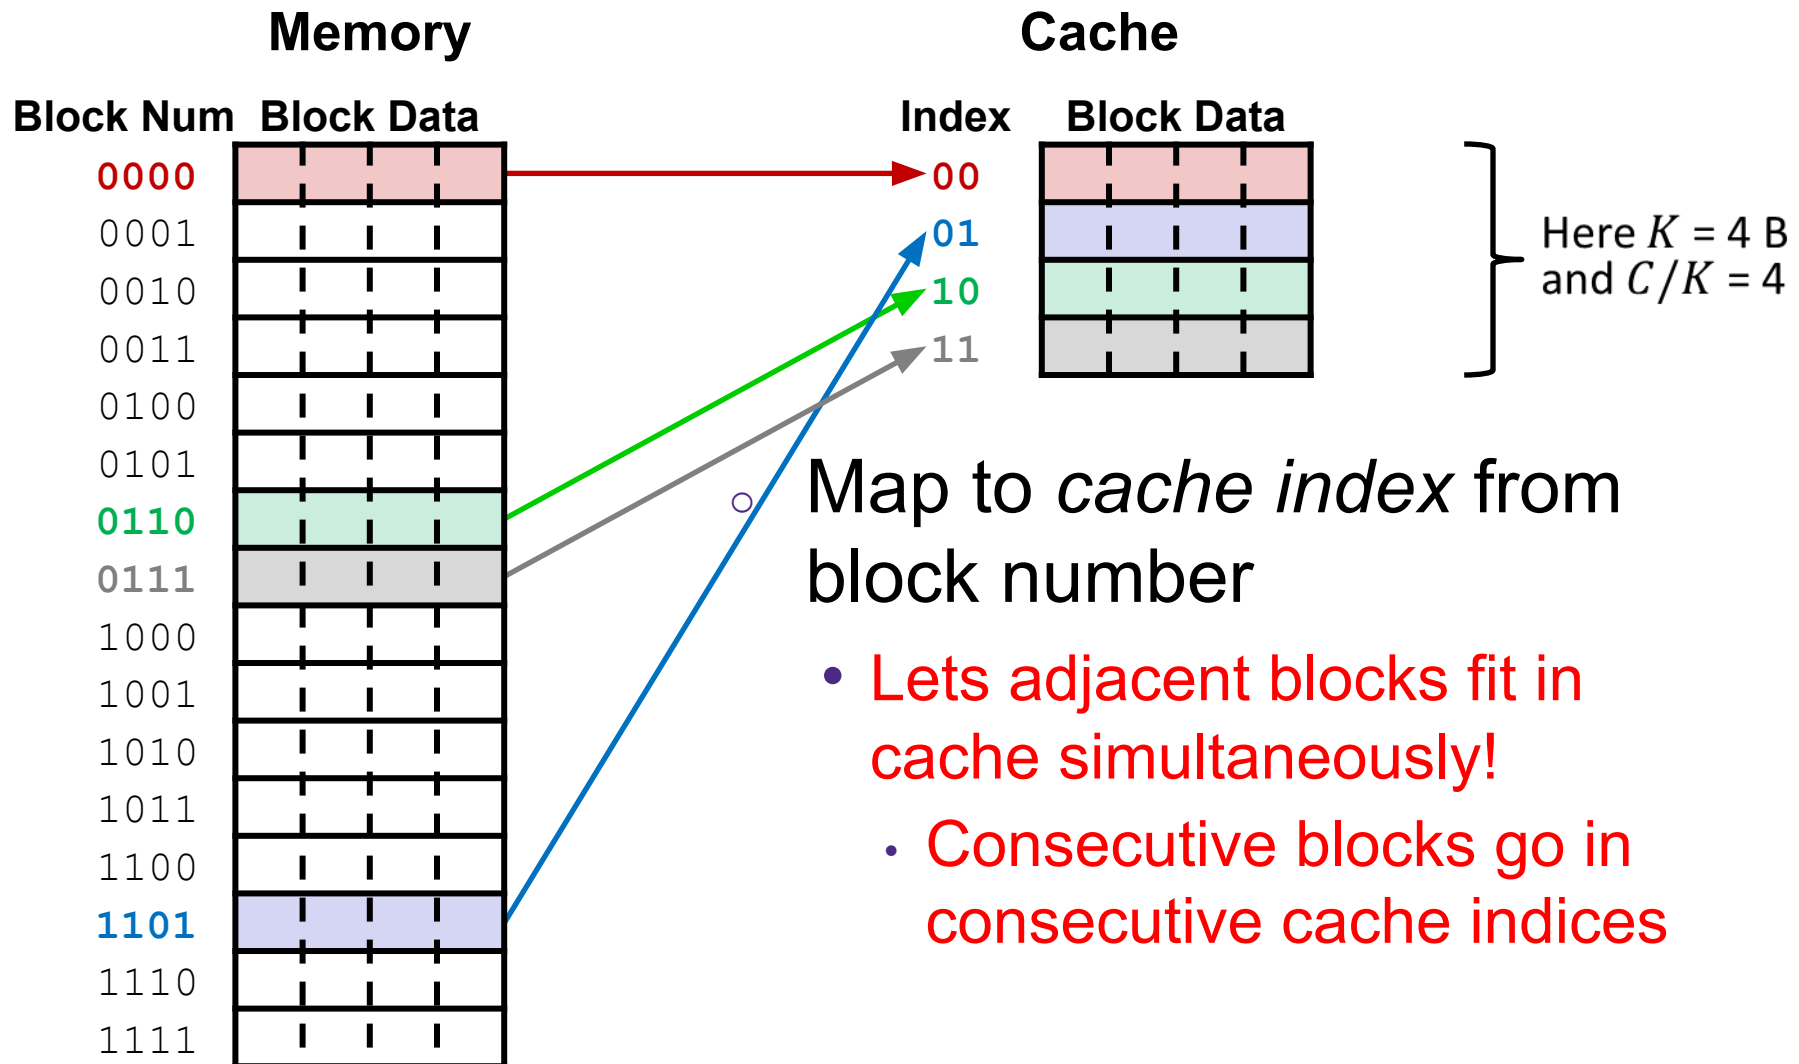 Memory
Cache
Block Num
Block Data
Index
Block Data
0000
0001
0010
0011
0100
0101
0110
0111
1000
1001
1010
1011
1100
1101
1110
1111
00
01
10
11
Here K = 4 B
and C/K = 4
Map to cache index from
block number
Lets adjacent blocks fit in
cache simultaneously!
Consecutive blocks go in
consecutive cache indices